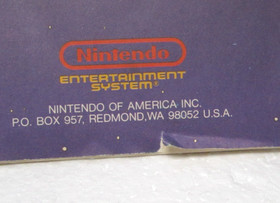 Nintendo
ENTERTAINMENT
SYSTEM®
NINTENDO OF AMERICA INC.
P.O. BOX 957, REDMOND,WA 98052 U.S.A.